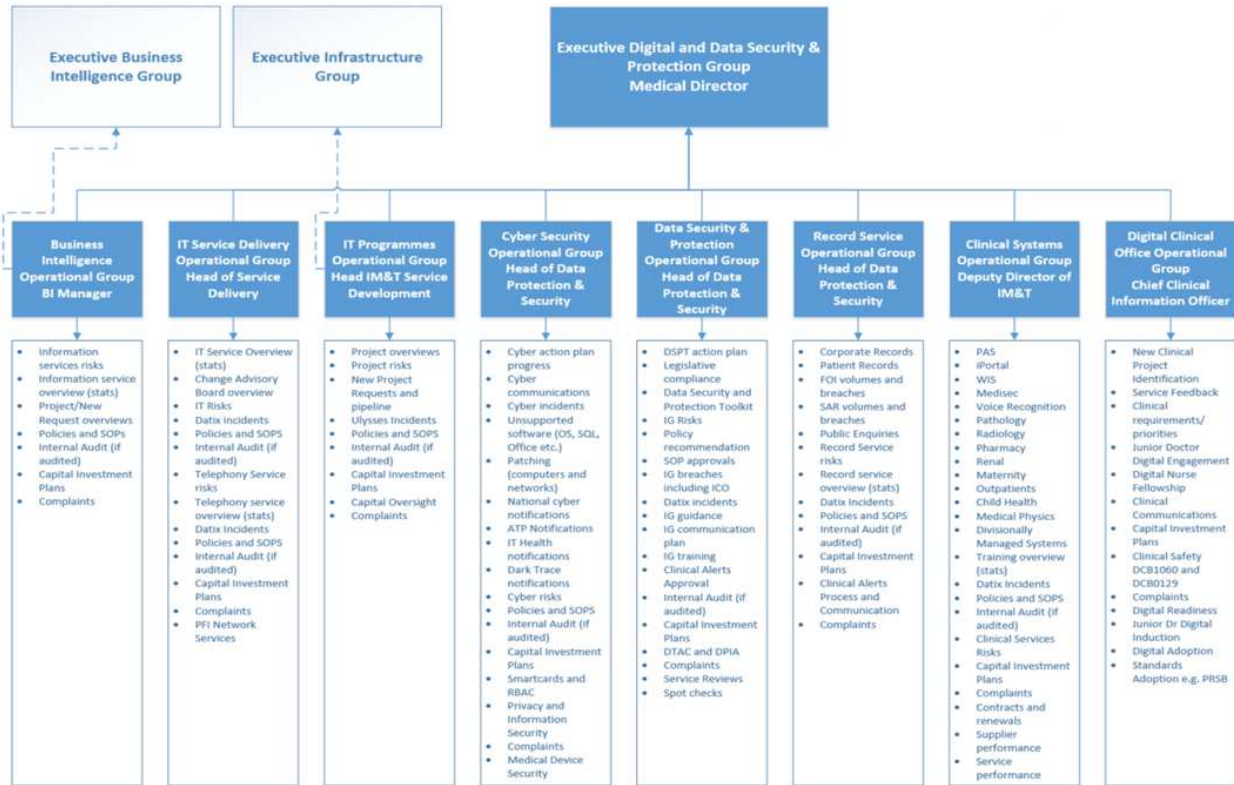 Executive Business
Intelligence Group
Executive Infrastructure
Group
Executive Digital and Data Security &
Protection Group
Medical Director
Business
Intelligence
Operational Group
BI Manager
IT Service Delivery
Operational Group
Head of Service
Delivery
IT Programmes
Operational Group
Head IM&T Service
Development
Cyber Security
Operational Group
Head of Data
Protection &
Security
Data Security &
Protection
Operational Group
Head of Data
Protection &
Security
Record Service
Operational Group
Head of Data
Protection &
Security
Clinical Systems
Operational Group
Deputy Director of
IM&T
Digital Clinical
Office Operational
Group
Chief Clinical
Information Officer
• Information
services risks
• Information service
overview (stats)
• Project/New
Request overviews
• Policies and SOPs
• Internal Audit (if
audited)
• Capital Investment
Plans
• Complaints
• IT Service Overview
(stats)
• Change Advisory
Board overview
• IT Risks
• Datix incidents
• Policies and SOPS
• Internal Audit (if
audited)
• Telephony Service
risks
• Telephony service
overview (stats)
• Datix Incidents
• Policies and SOPS
• Internal Audit (if
audited)
• Capital Investment
Plans
• Complaints
• PFI Network
Services
• Project overviews
• Project risks
• New Project
Requests and
pipeline
• Ulysses Incidents
• Policies and SOPS
• Internal Audit (if
audited)
• Capital Investment
Plans
• Capital Oversight
• Complaints
• Cyber action plan
progress
• Cyber
communications
• Cyber incidents
• Unsupported
software (OS, SQL,
Office etc.)
• Patching
(computers and
networks)
• National cyber
notifications
• ATP Notifications
• IT Health
notifications
• Dark Trace
notifications
• Cyber risks
• Policies and SOPS
• Internal Audit (if
audited)
• Capital Investment
Plans
• Smartcards and
RBAC
• Privacy and
Information
Security
• Complaints
• Medical Device
Security
• DSPT action plan
• Legislative
compliance
• Data Security and
Protection Toolkit
• IG Risks
• Policy
recommendation
• SOP approvals
• IG breaches
including ICO
• Datix incidents
• IG guidance
• IG communication
plan
• IG training
• Clinical Alerts
Approval
• Internal Audit (if
audited)
• Capital Investment
Plans
• DTAC and DPIA
• Complaints
• Service Reviews
• Spot checks
• Corporate Records
• Patient Records
• FOI volumes and
breaches
• SAR volumes and
breaches
• Public Enquiries
• Record Service
risks
• Record service
overview (stats)
• Datix Incidents
• Policies and SOPS
• Internal Audit (if
audited)
• Capital Investment
Plans
• Clinical Alerts
Process and
Communication
• Complaints
• PAS
• iPortal
• WIS
• Medisec
• Voice Recognition
• Pathology
• Radiology
• Pharmacy
• Renal
• Maternity
• Outpatients
• Child Health
• Medical Physics
• Divisionally
Managed Systems
• Training overview
(stats)
• Datix Incidents
• Policies and SOPS
• Internal Audit (if
audited)
• Clinical Services
Risks
• Capital Investment
Plans
• Complaints
• Contracts and
renewals
• Supplier
performance
• Service
performance
• New Clinical
Project
Identification
• Service Feedback
• Clinical
requirements/
priorities
• Junior Doctor
Digital Engagement
• Digital Nurse
Fellowship
• Clinical
Communications
• Capital Investment
Plans
• Clinical Safety
DCB1060 and
DCB0129
• Complaints
• Digital Readiness
• Junior Dr Digital
Induction
• Digital Adoption
• Standards
Adoption e.g. PRSB